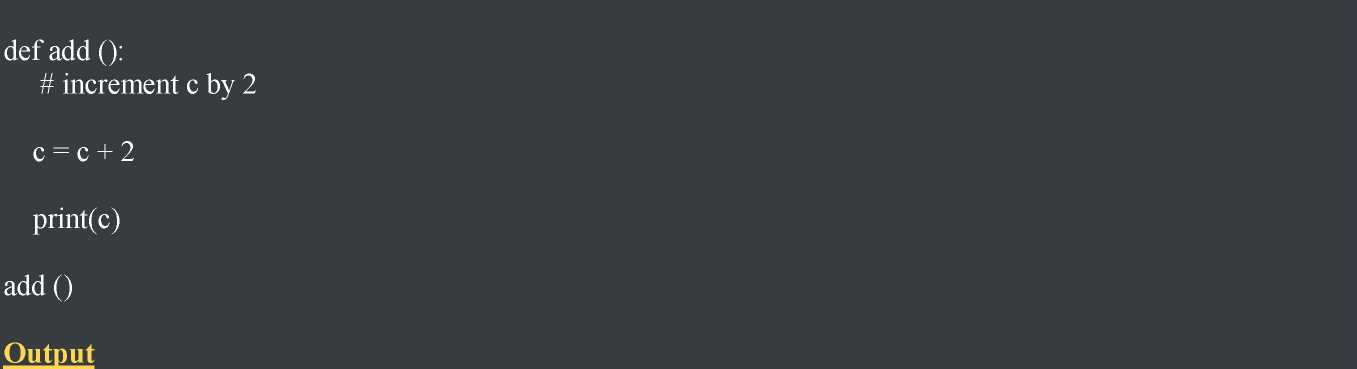 def add ():
# increment c by 2
c = c + 2
print(c)
add ()
Output